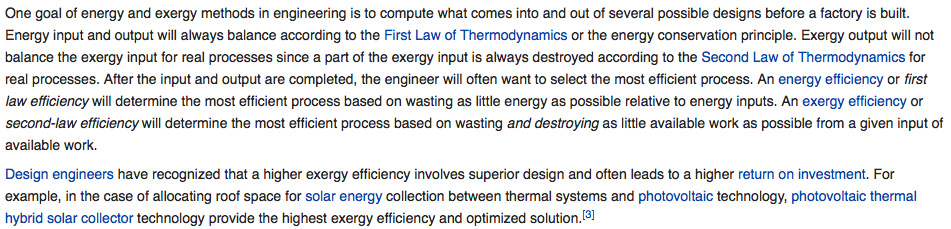 One goal of energy and exergy methods in engineering is to compute what comes into and out of several possible designs before a factory is built.
Energy input and output will always balance according to the First Law of Thermodynamics or the energy conservation principle. Exergy output will not
balance the exergy input for real processes since a part of the exergy input is always destroyed according to the Second Law of Thermodynamics for
real processes. After the input and output are completed, the engineer will often want to select the most efficient process. An energy efficiency or first
law efficiency will determine the most efficient process based on wasting as little energy as possible relative to energy inputs. An exergy efficiency or
second-law efficiency will determine the most efficient process based on wasting and destroying as little available work as possible from a given input of
available work.
Design engineers have recognized that a higher exergy efficiency involves superior design and often leads to a higher return on investment. For
example, in the case of allocating roof space for solar energy collection between thermal systems and photovoltaic technology, photovoltaic thermal
hybrid solar collector technology provide the highest exergy efficiency and optimized solution.[3]